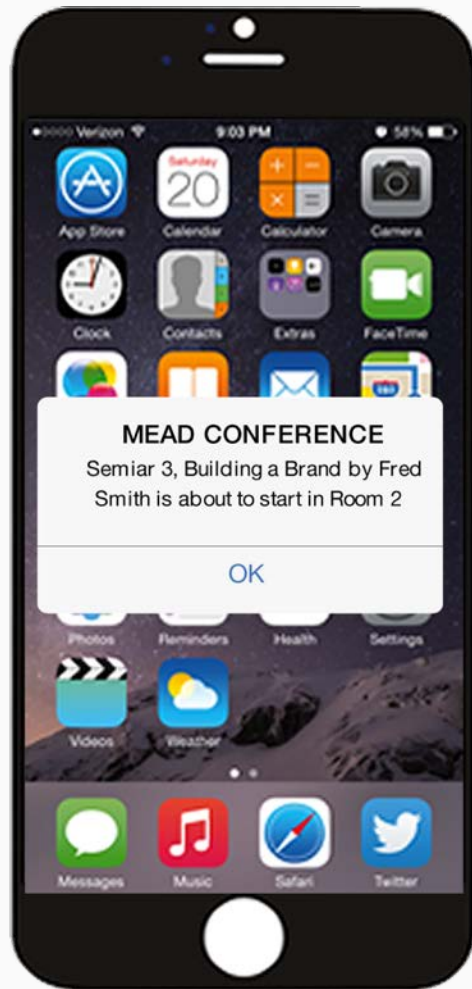 Verizon 9:03 PM 58%
Saturday
20
App Store Calendar Calculator Camera
Clock Contacts Extras FaceTime
MEAD CONFERENCE
Semiar 3, Building a Brand by Fred
Smith is about to start in Room 2
OK
Photos Reminders Health Settings
Videos Weather
Messages Music Safari Twitter